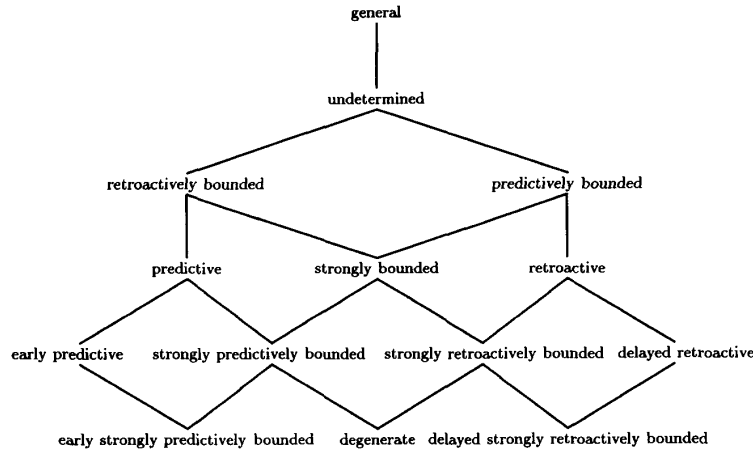 general
undetermined
retroactively bounded predictively bounded
predictive strongly bounded retroactive
early predictive strongly predictively bounded strongly retroactively bounded delayed retroactive
early strongly predictively bounded degenerate delayed strongly retroactively bounded